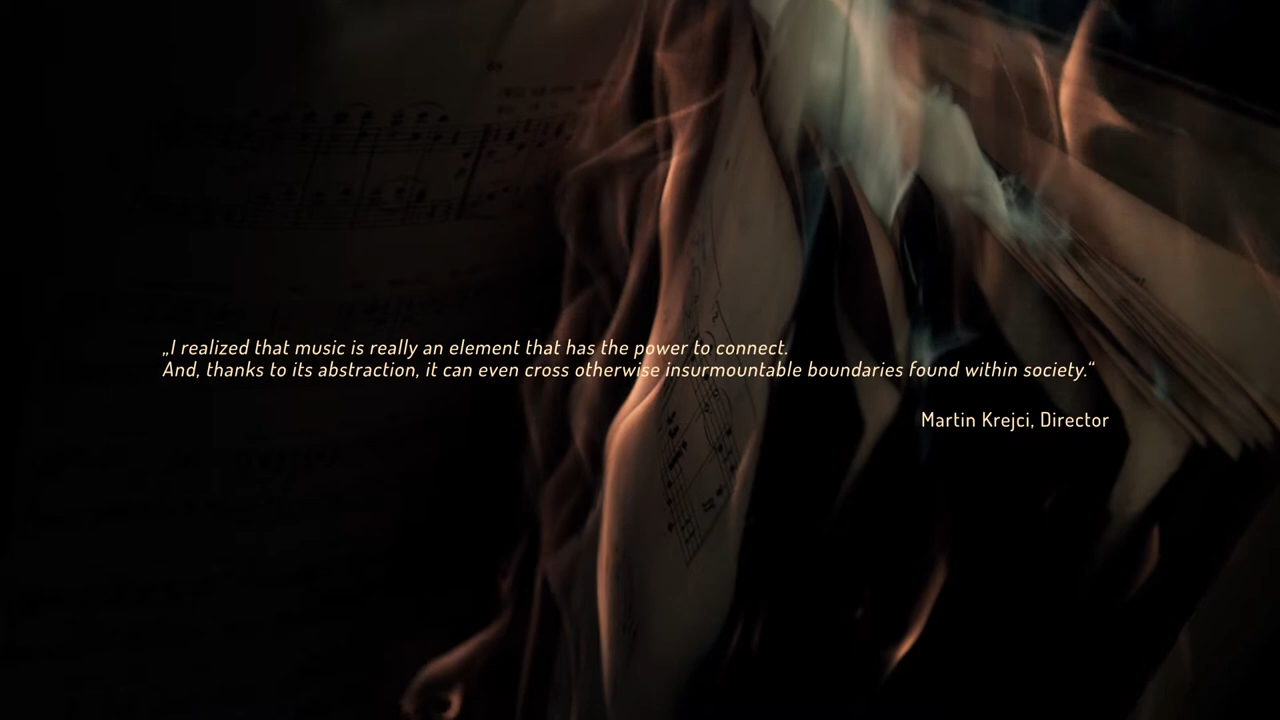 „I realized that music is really an element that has the power to connect.
And, thanks to its abstraction, it can even cross otherwise insurmountable boundaries found within society.“
Martin Krejci, Director